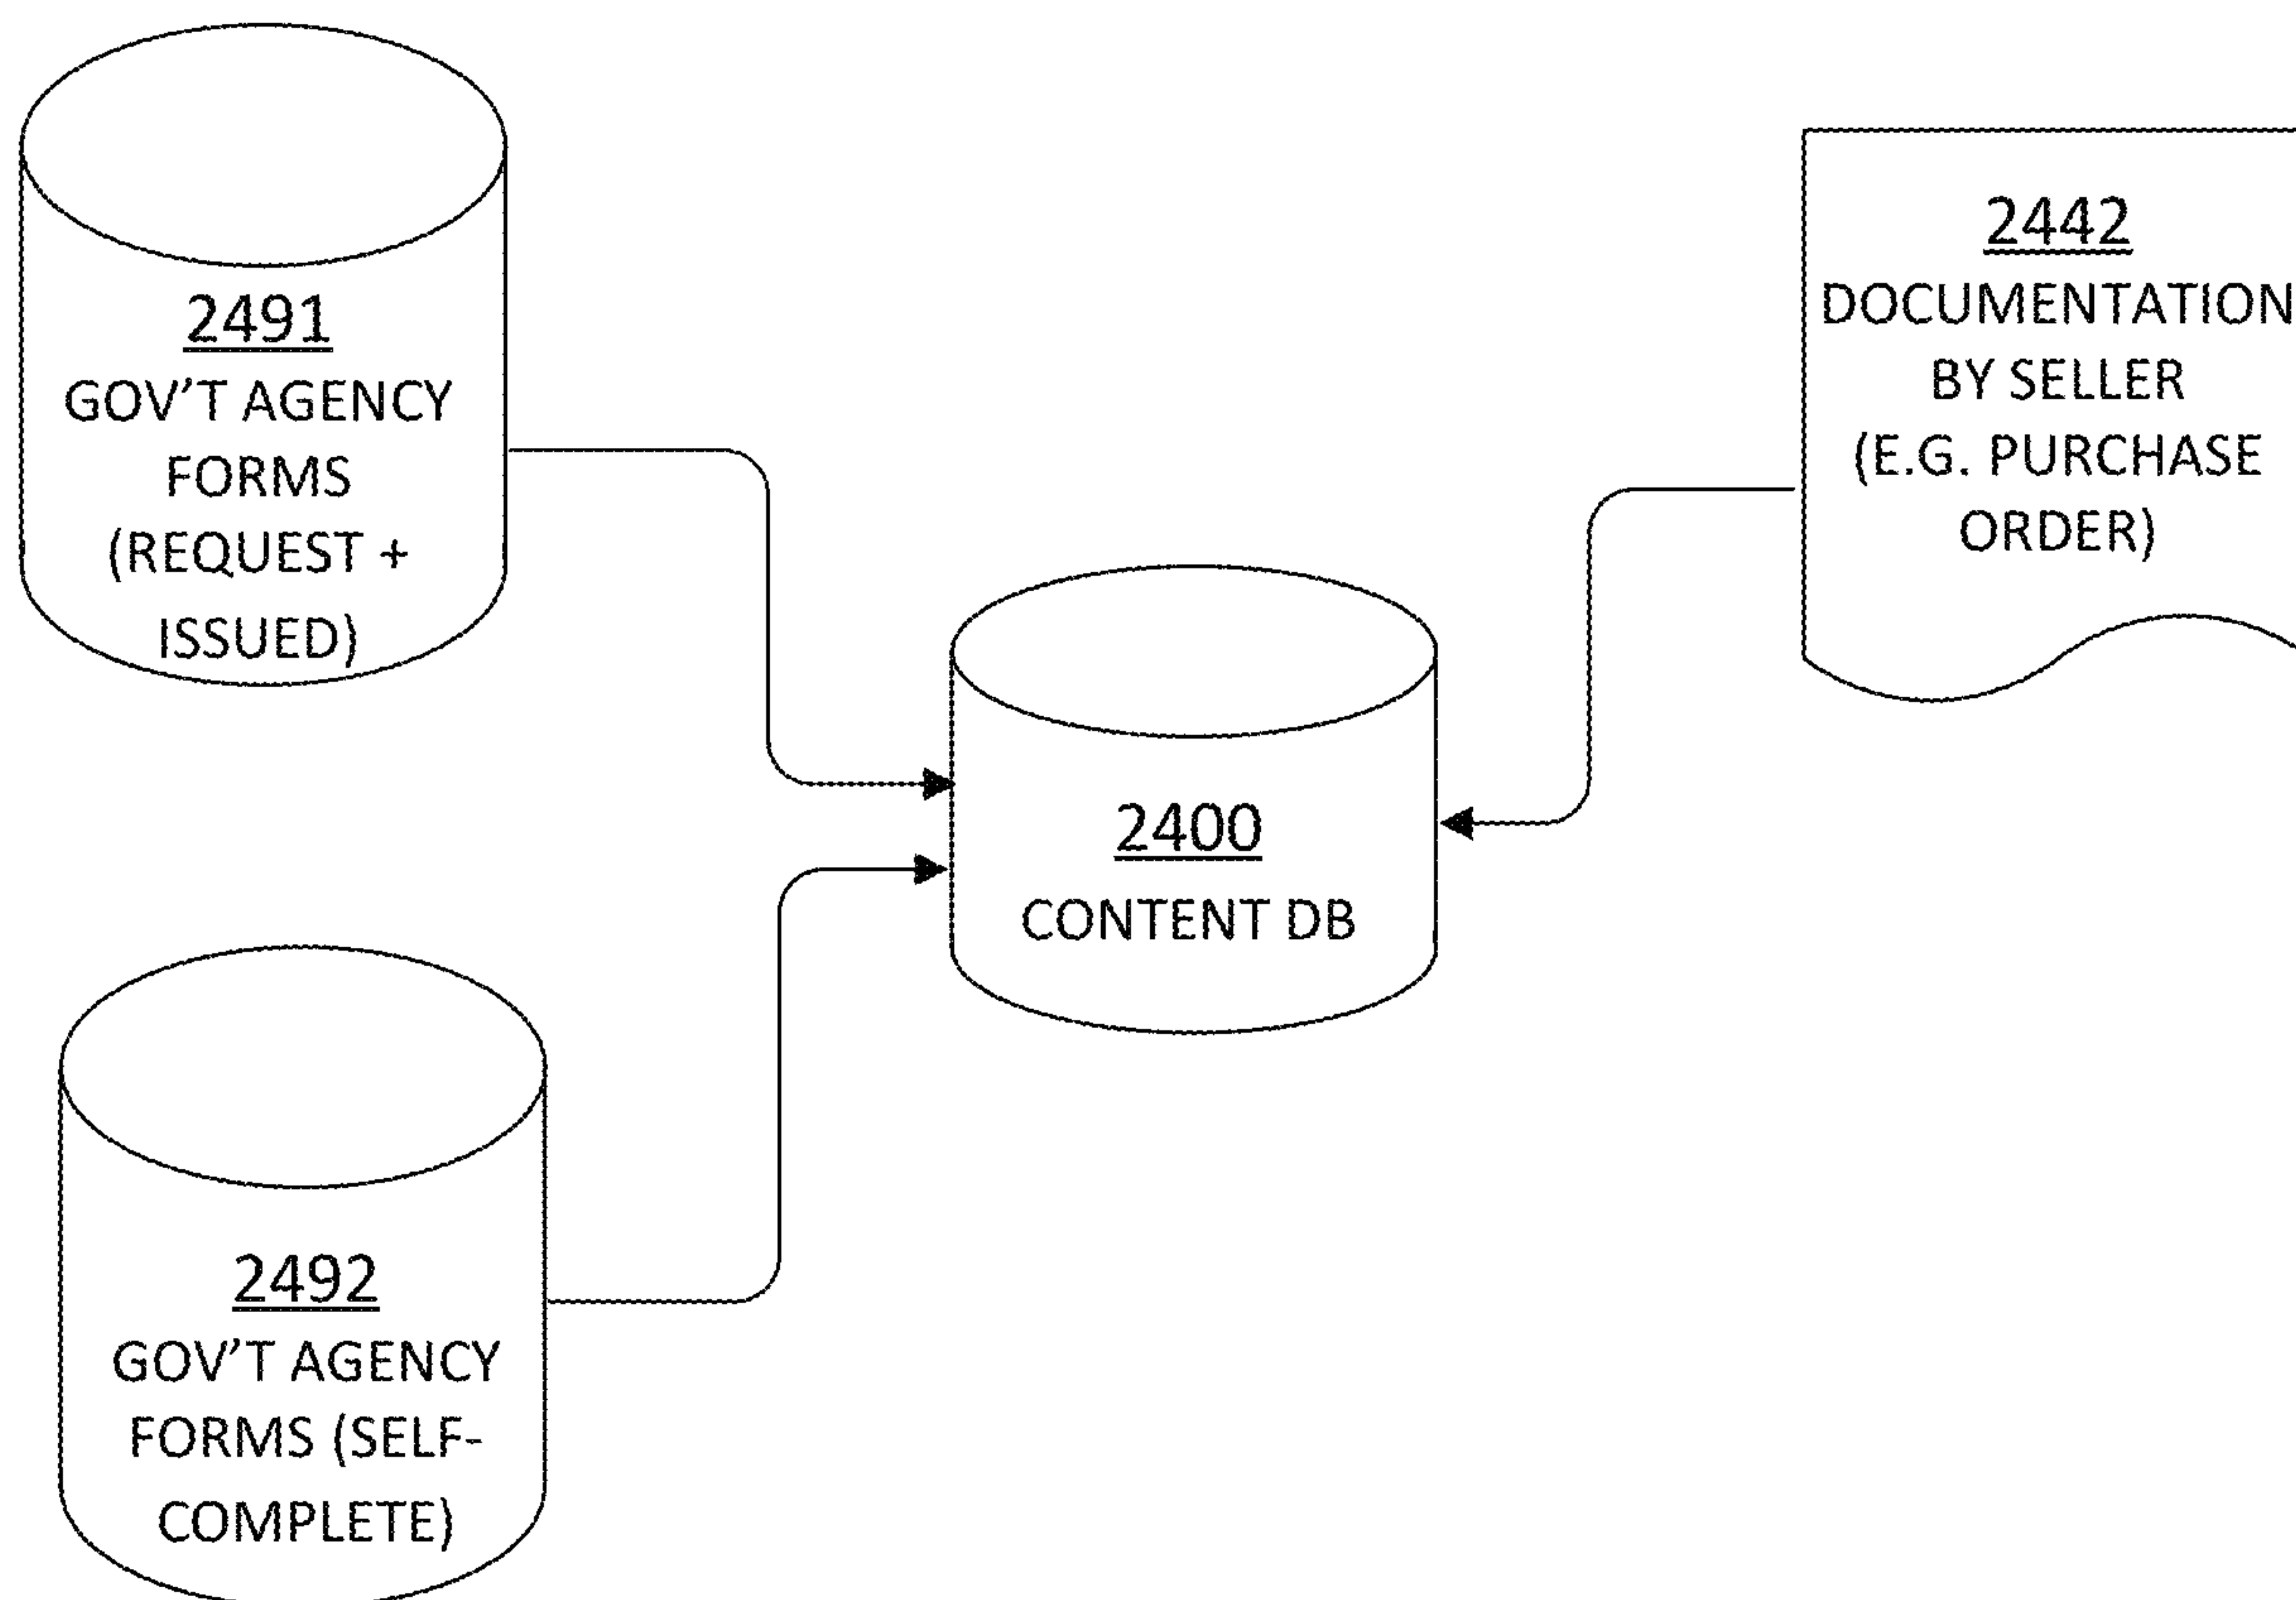 2491
GOV'T AGENCY
FORMS
(REQUEST +
ISSUED)
2442
DOCUMENTATION
BY SELLER
(E.G. PURCHASE
ORDER)
2400
CONTENT DB
2492
GOV'T AGENCY
FORMS (SELF-
COMPLETE)